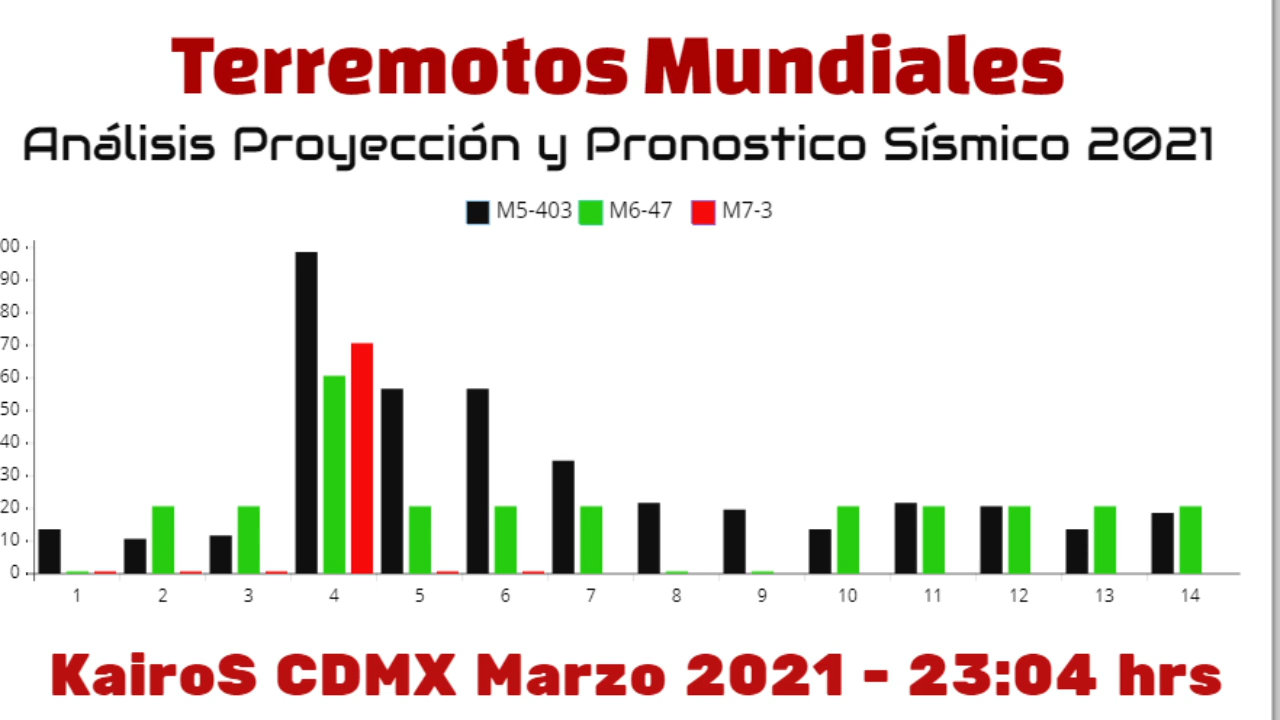 Terremotos Mundiales
Análisis Proyección y Pronostico Sísmico 2021
M5-403 M6-47 M7-3
00
90
80
70
60
50
40
30
20
10
0
1 2 3 4 5 6 7 8 9 10 11 12 13 14
KairoS CDMX Marzo 2021 - 23:04 hrs